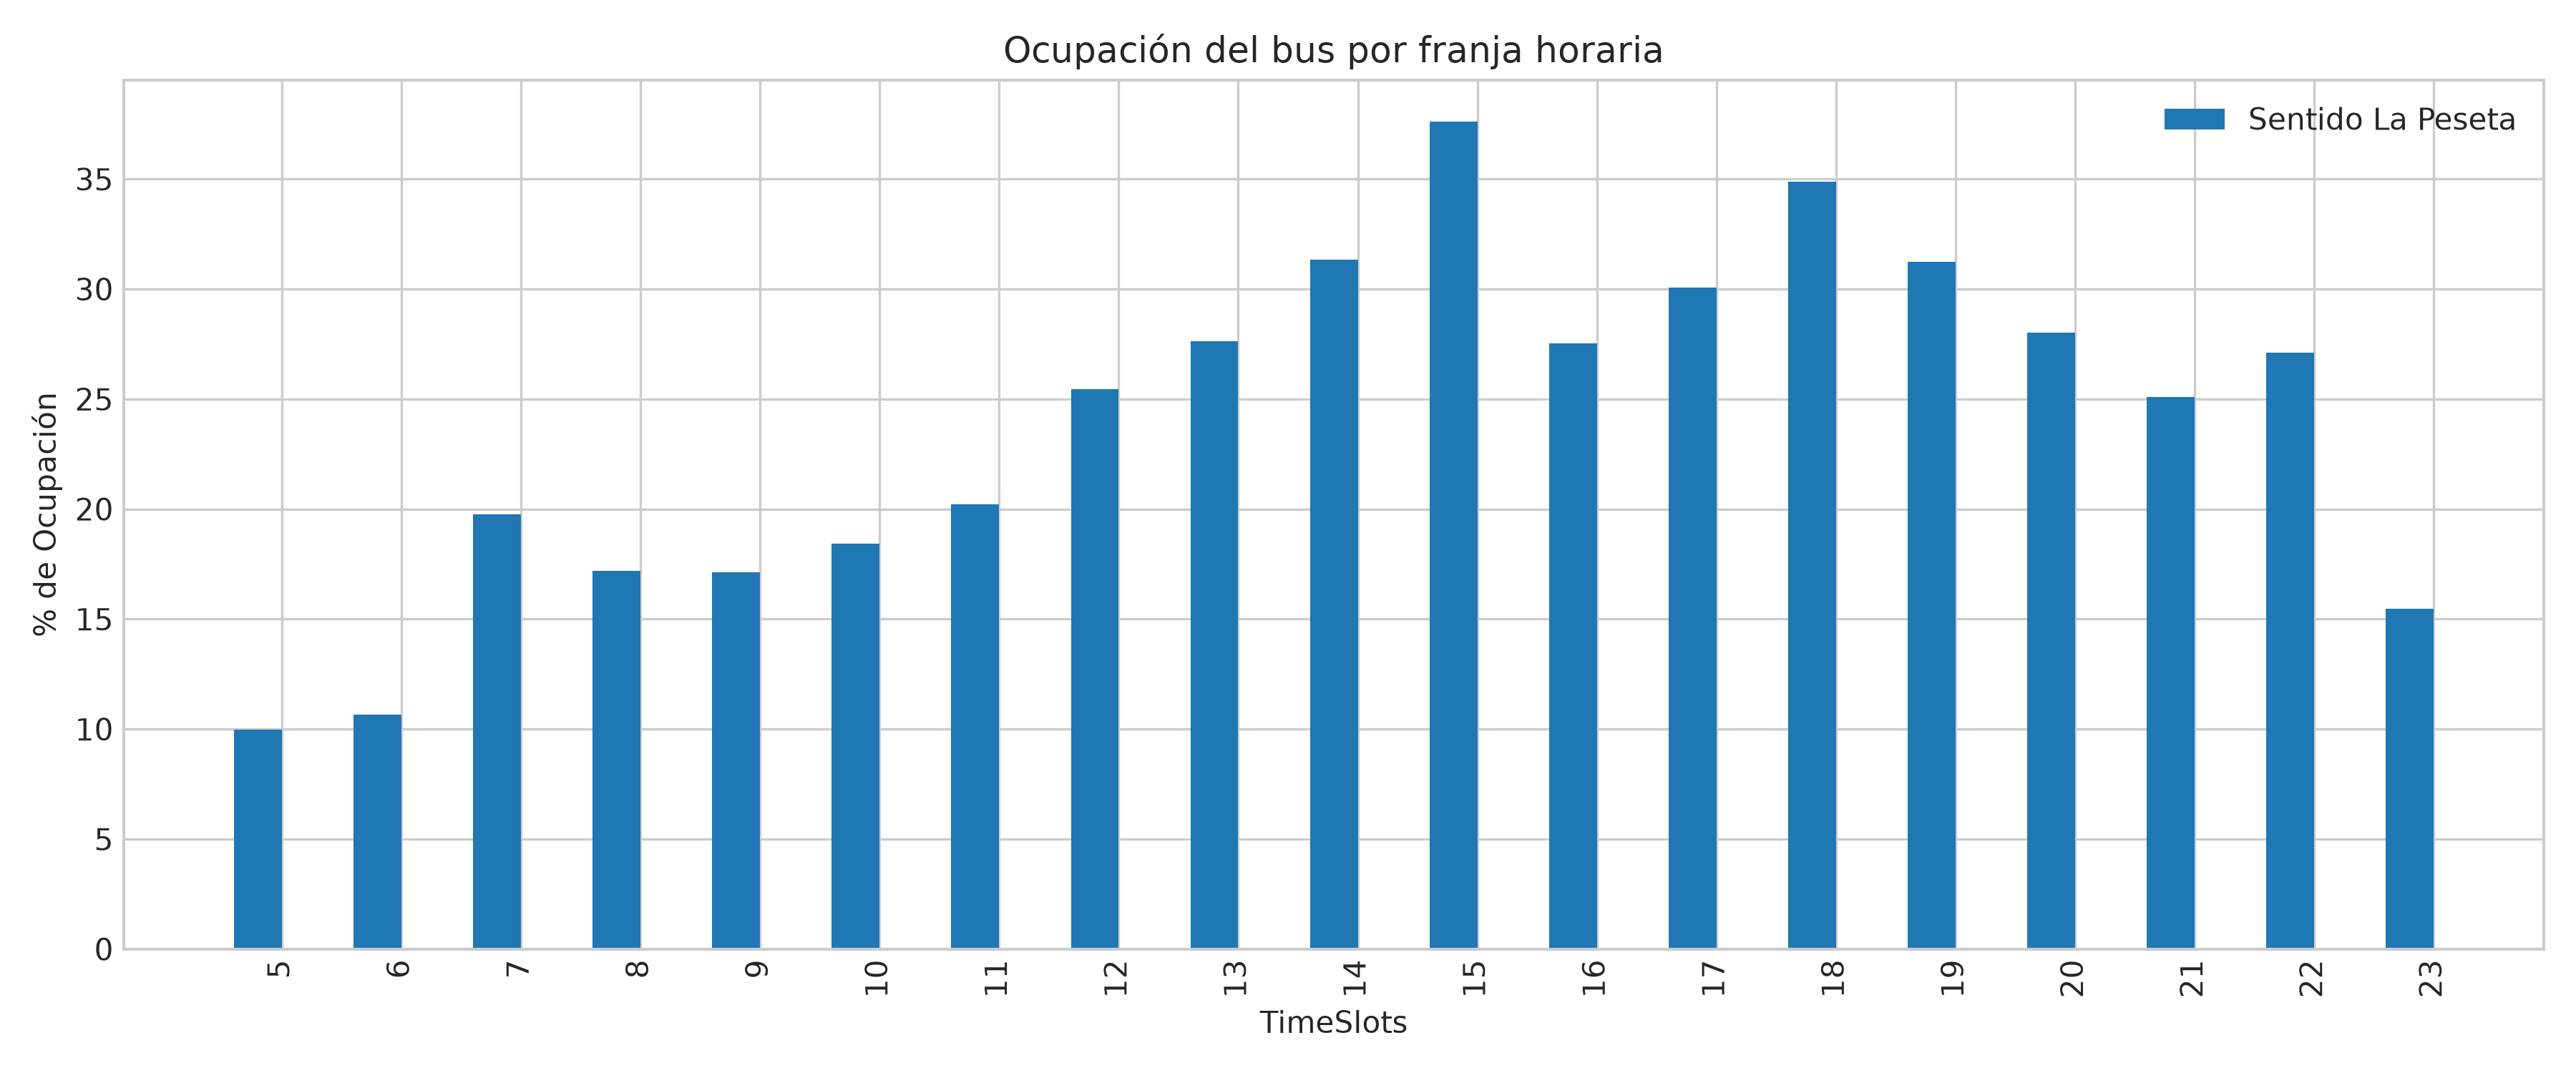 Ocupación del bus por franja horaria
Sentido La Peseta
% de Ocupación
35
30
25
20
15
10
5
0
5 6 7 8 9 10 11 12 13 14 15 16 17 18 19 20 21 22 23
TimeSlots